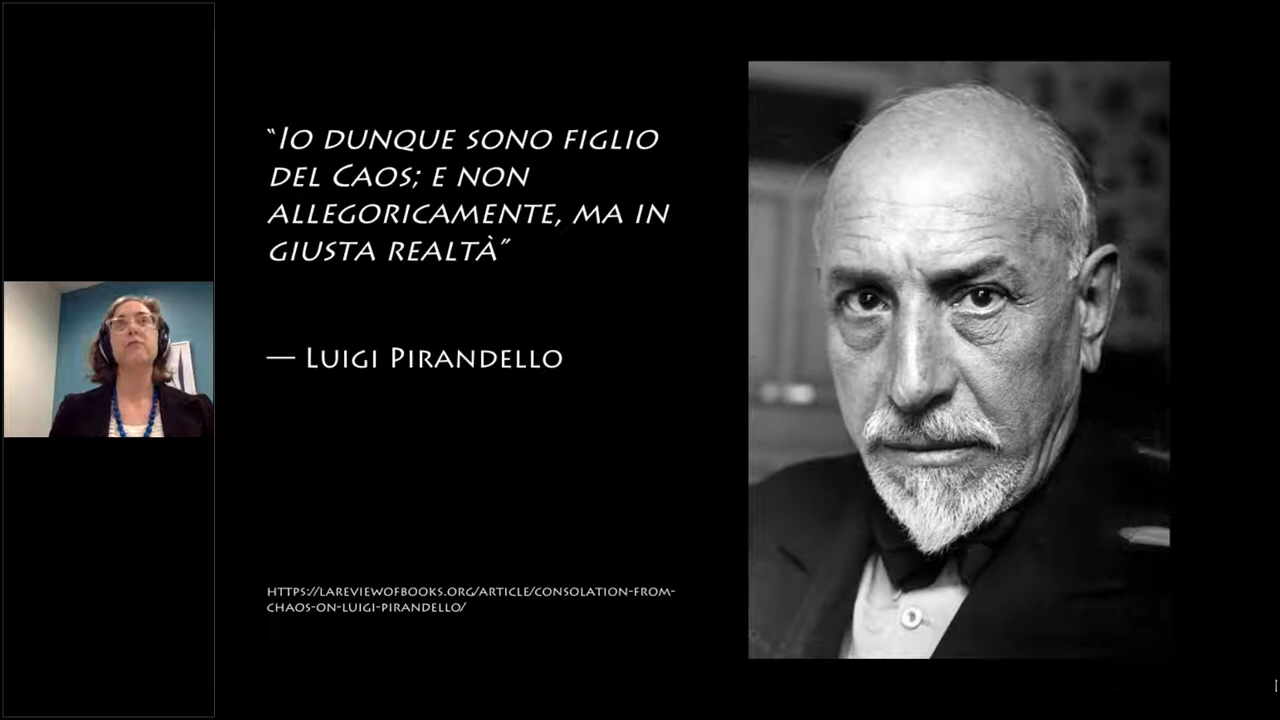 “Io dunque sono figlio
del Caos; e non
allegoricamente, ma in
giusta realtà”
— Luigi Pirandello
https://lareviewofbooks.org/article/consolation-from-
chaos-on-luigi-pirandello/